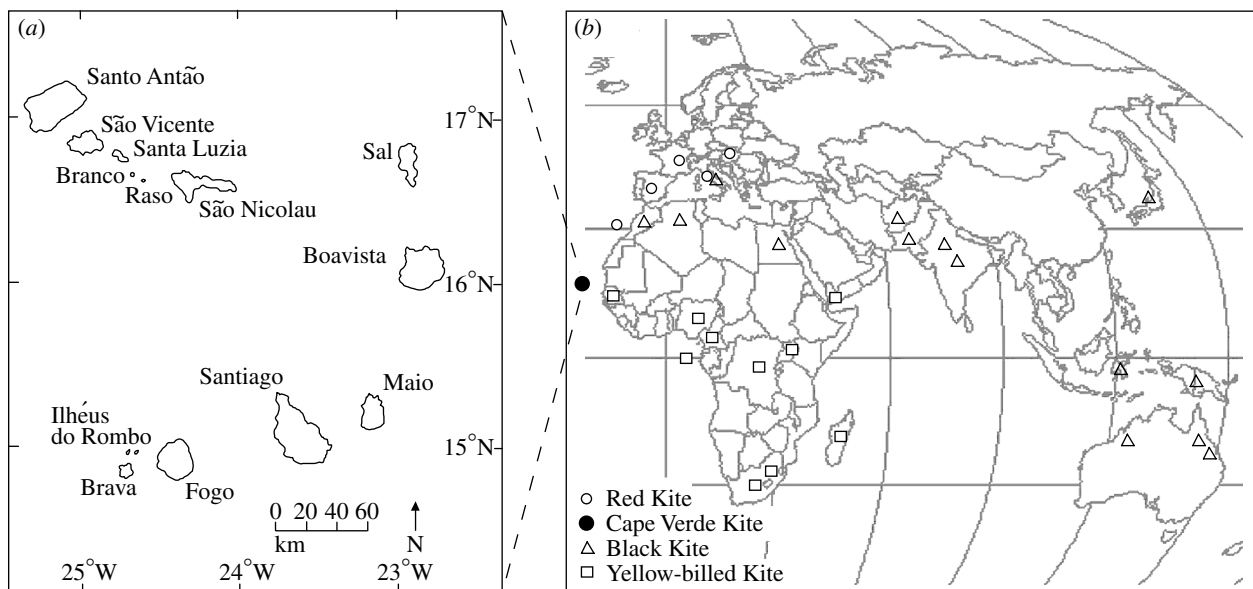 (a)
Santo Antão
São Vicente
Santa Luzia
Branco
Raso
São Nicolau
Sal
Boavista
17°N
16°N
15°N
Santiago
Maio
Ilhéus
do Rombo
Brava
Fogo
0 20 40 60
km
N
25°W 24°W 23°W
(b)
Red Kite
Cape Verde Kite
Black Kite
Yellow-billed Kite